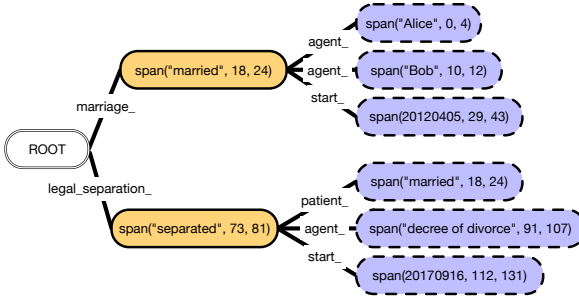 span("Alice", 0, 4)
agent_
span("married", 18, 24)
agent_
span("Bob", 10, 12)
start_
marriage_
span(20120405, 29, 43)
ROOT
legal_separation_
span("married", 18, 24)
patient_
span("separated", 73, 81)
agent_
span("decree of divorce", 91, 107)
start_
span(20170916, 112, 131)